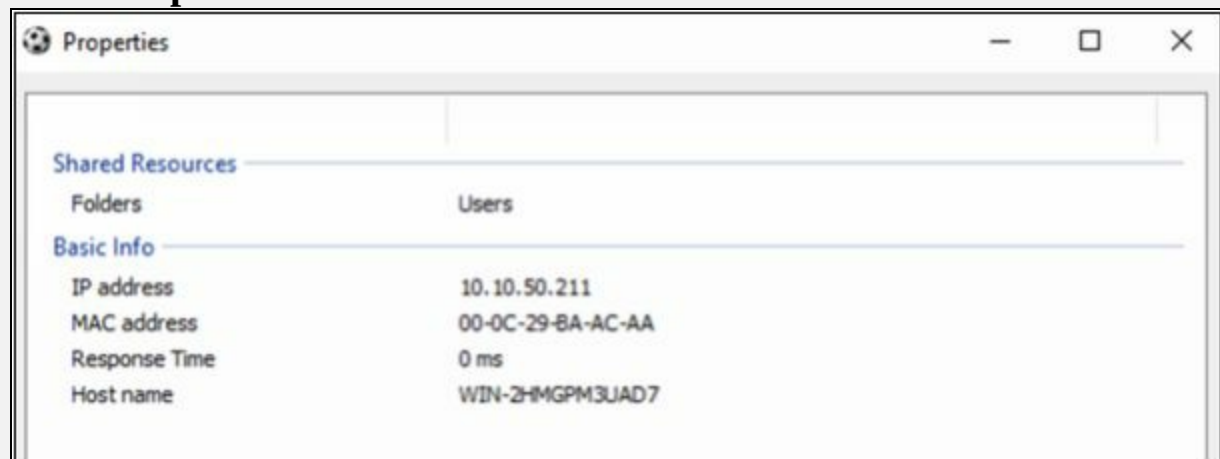 Properties
Shared Resources
Folders Users
Basic Info
IP address 10.10.50.211
MAC address 00-0C-29-BA-AC-AA
Response Time 0 ms
Host name WIN-2HMGPM3UAD7